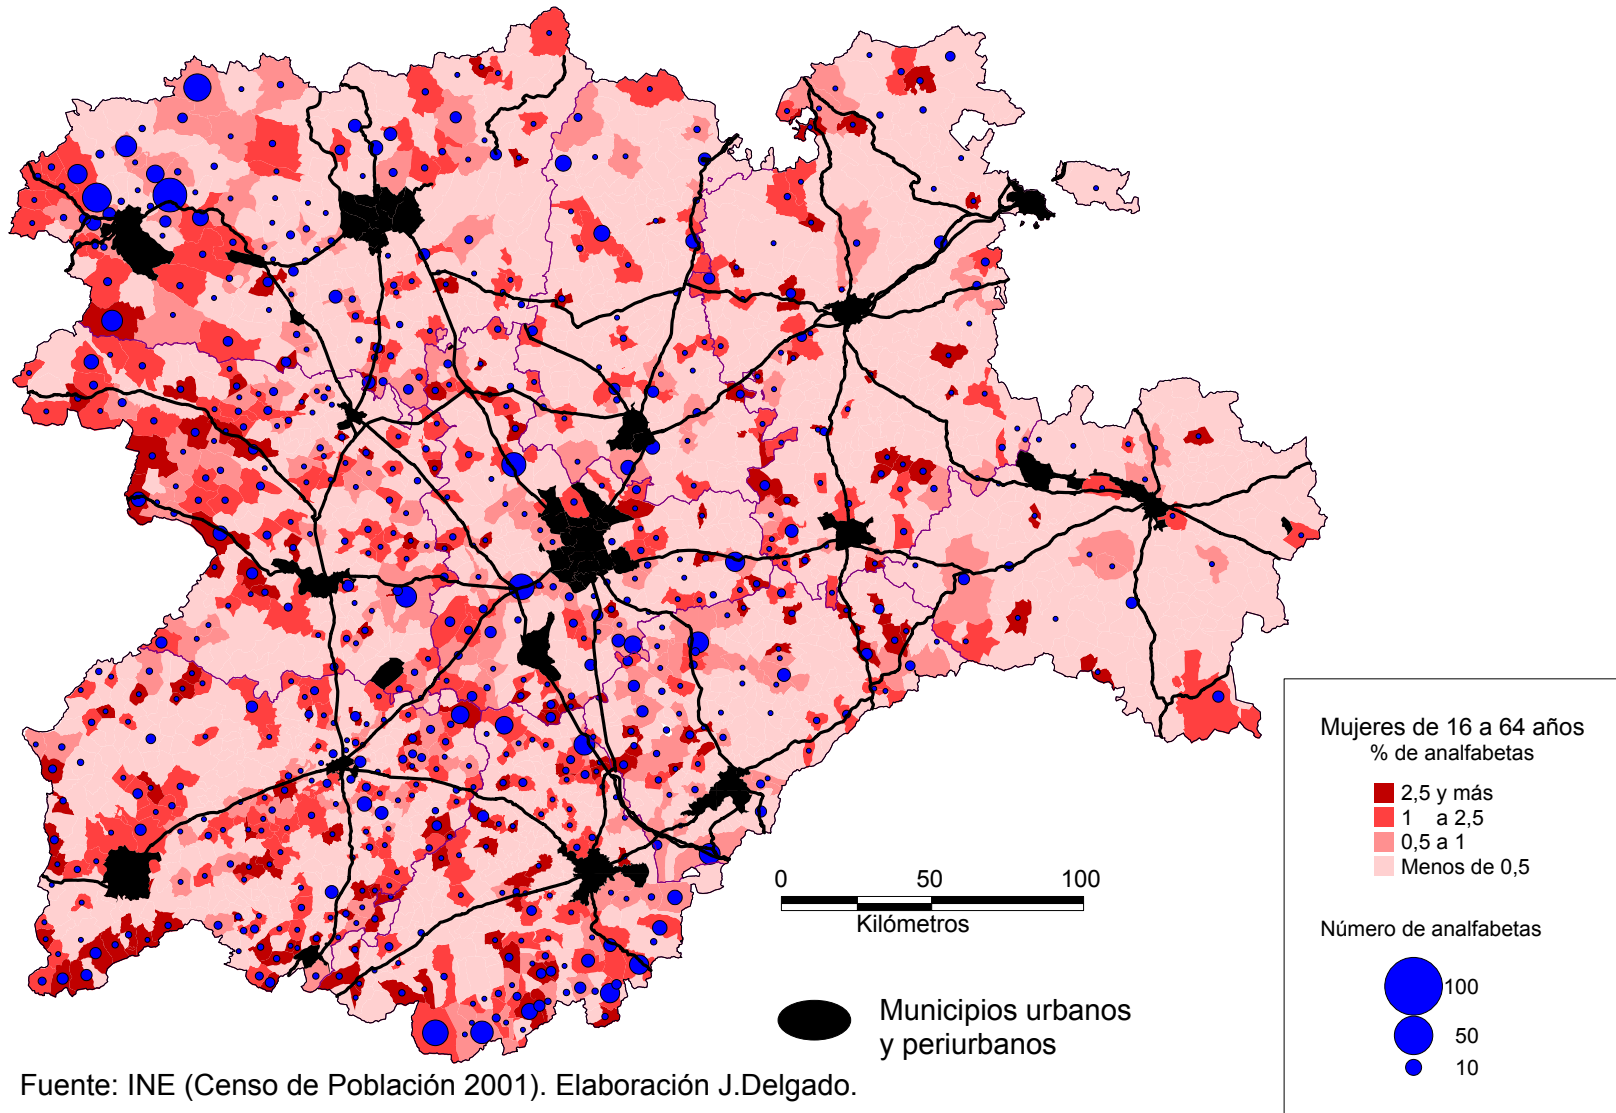 Mujeres de 16 a 64 años
% de analfabetas
2,5 y más
1 a 2,5
0,5 a 1
Menos de 0,5
0 50 100
Kilómetros
Número de analfabetas
100
50
10
Municipios urbanos
y periurbanos
Fuente: INE (Censo de Población 2001). Elaboración J.Delgado.